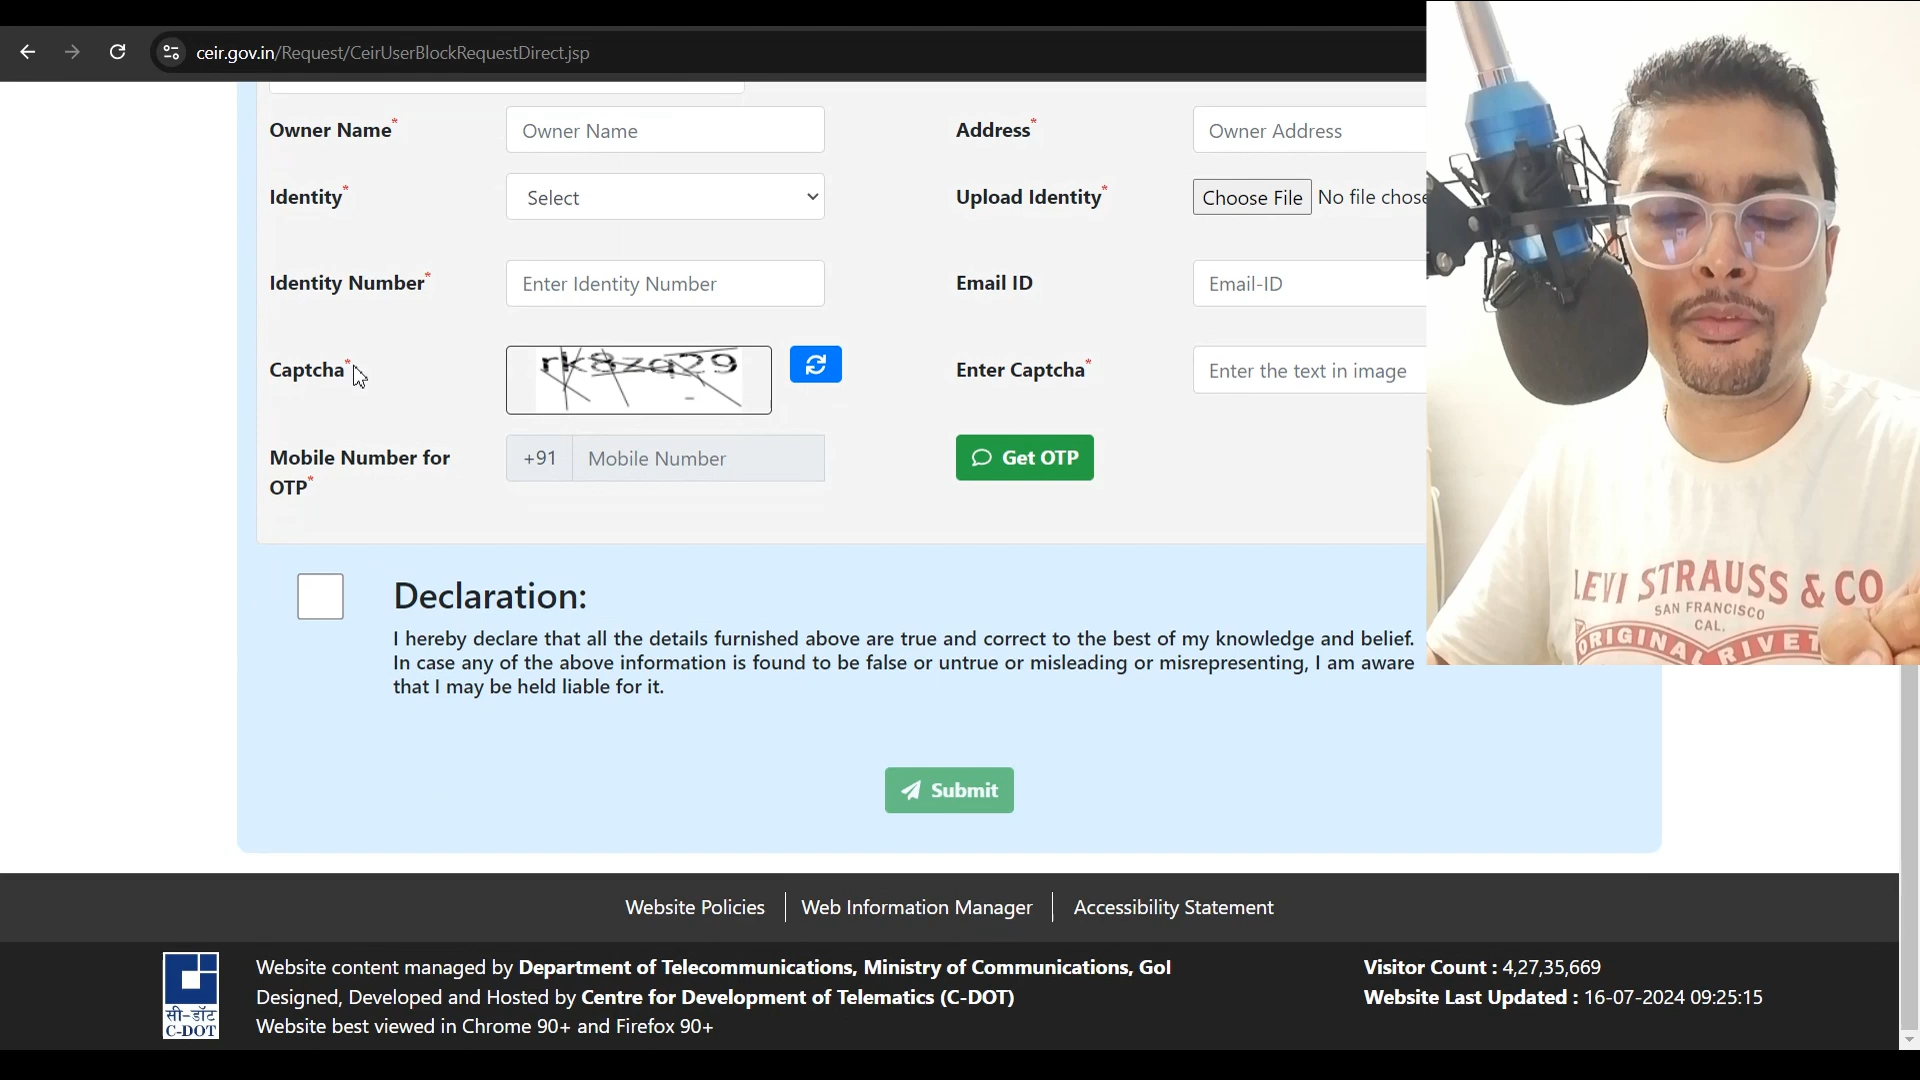 ceir.gov.in/Request/CeirUserBlockRequestDirect.jsp
Owner Name* Owner Name Address* Owner Address
Identity* Select Upload Identity* Choose File No file chose
Identity Number* Enter Identity Number Email ID Email-ID
Captcha* rk8zq29 Enter Captcha* Enter the text in image
Mobile Number for OTP* +91 Mobile Number Get OTP
Declaration:
I hereby declare that all the details furnished above are true and correct to the best of my knowledge and belief.
In case any of the above information is found to be false or untrue or misleading or misrepresenting, I am aware
that I may be held liable for it.
Submit
Website Policies Web Information Manager Accessibility Statement
सी-डॉट
C-DOT
Website content managed by Department of Telecommunications, Ministry of Communications, GoI
Designed, Developed and Hosted by Centre for Development of Telematics (C-DOT)
Website best viewed in Chrome 90+ and Firefox 90+
Visitor Count : 4,27,35,669
Website Last Updated : 16-07-2024 09:25:15
LEVI STRAUSS & CO
SAN FRANCISCO
CAL.
ORIGINAL RIVET